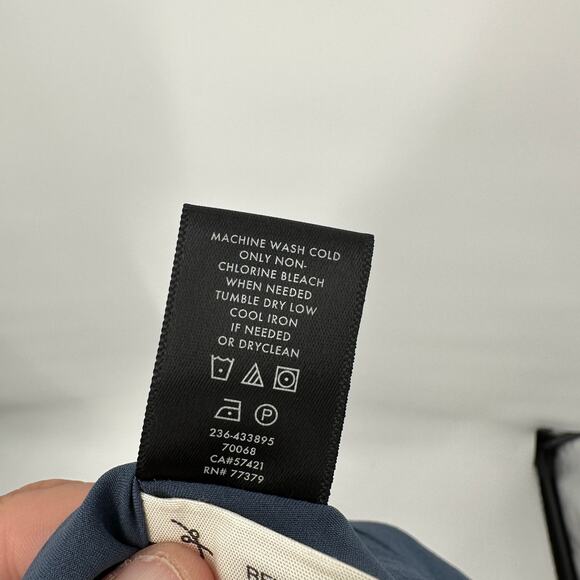 MACHINE WASH COLD
ONLY NON-
CHLORINE BLEACH
WHEN NEEDED
TUMBLE DRY LOW
COOL IRON
IF NEEDED
OR DRYCLEAN
P
236-433895
70068
CA#57421
RN# 77379